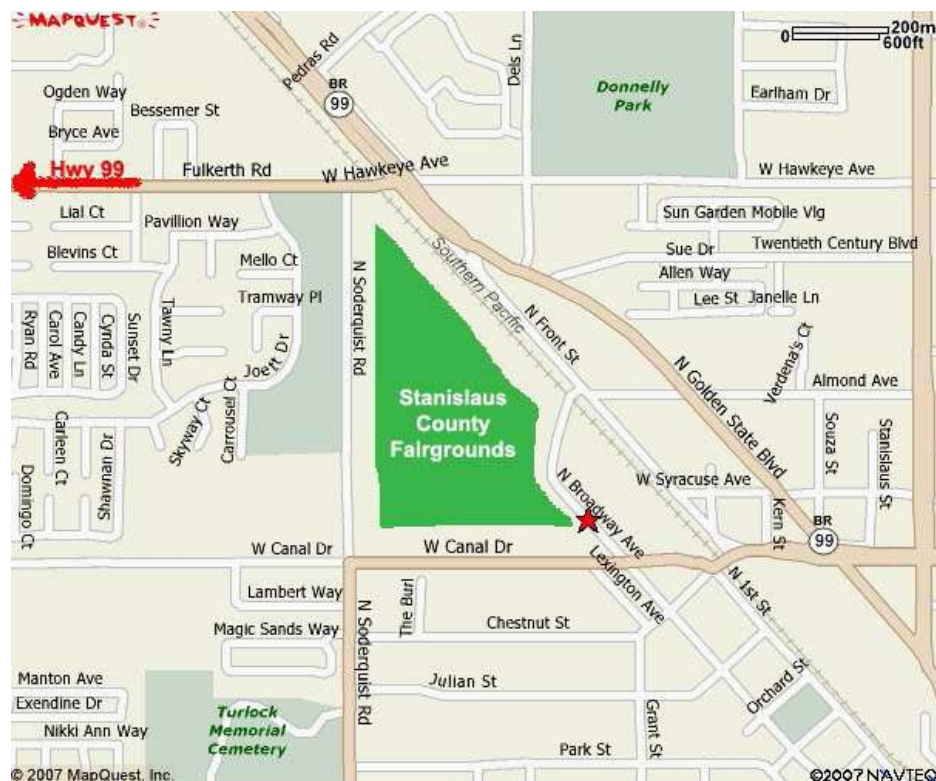 MAPQUEST
200m
0
600ft
Pedras Rd
Dels Ln
BR
99
Donnelly
Park
Earlham Dr
Ogden Way
Bessemer St
Bryce Ave
Hwy 99
Fulkerth Rd
W Hawkeye Ave
W Hawkeye Ave
Lial Ct
Pavillion Way
Sun Garden Mobile Vlg
Blevins Ct
Mello Ct
Southern Pacific
Sue Dr
Twentieth Century Blvd
Allen Way
Tramway Pl
N Soderquist Rd
Lee St
Janelle Ln
Ryan Rd
Carol Ave
Candy Ln
Cynda St
Sunset Dr
Tawny Ln
Joett Dr
N Front St
Verdena's Ct
N Golden State Blvd
Almond Ave
Stanislaus
County
Fairgrounds
Carleen Ct
Shawn Dr
Skyway Ct
Carrousel Ct
Souza St
Stanislaus St
Domingo Ct
N Broadway Ave
W Syracuse Ave
Kern St
BR
99
W Canal Dr
W Canal Dr
Lexington Ave
N 1st St
Lambert Way
The Burl
N Soderquist Rd
Magic Sands Way
Chestnut St
Manton Ave
Julian St
Orchard St
Exendine Dr
Turlock
Memorial
Cemetery
Grant St
Nikki Ann Way
Park St
© 2007 MapQuest, Inc.
©2007 NAVTEQ